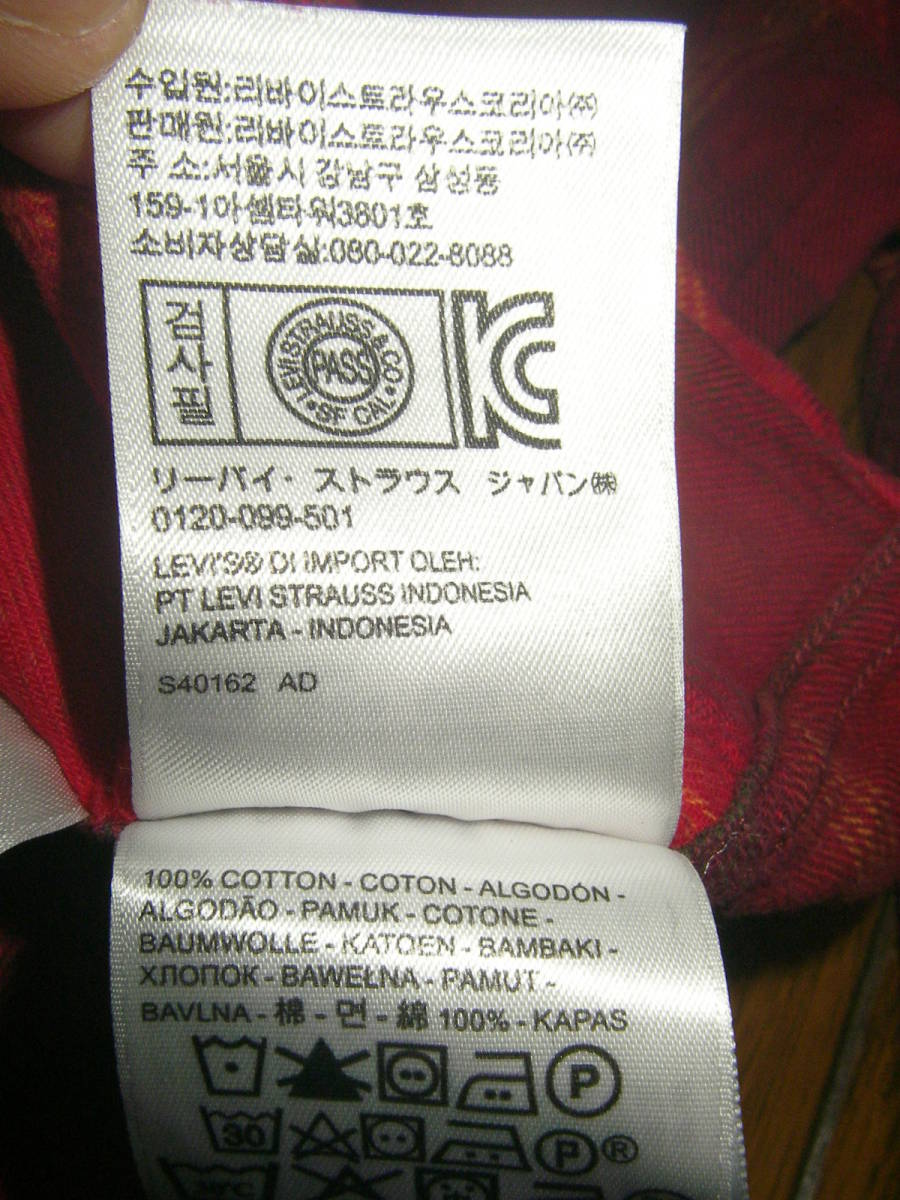 수입원:리바이스트라우스코리아㈜
판매원:리바이스트라우스코리아㈜
주 소:서울시 강남구 삼성동
159-1아셈타워3801호
소비자상담실:080-022-8088
검사필
LEVI STRAUSS & CO
PASS
SF CAL
KC
リーバイ・ストラウス ジャパン㈱
0120-099-501
LEVI'S® DI IMPORT OLEH:
PT LEVI STRAUSS INDONESIA
JAKARTA - INDONESIA
S40162 AD
100% COTTON - COTON - ALGODÓN -
ALGODÃO - PAMUK - COTONE -
BAUMWOLLE - KATOEN - BAMBAKI -
ХЛОПОК - BAWEŁNA - PAMUT -
BAVLNA - 棉 - 면 - 綿 100% - KAPAS
P
30 P ®